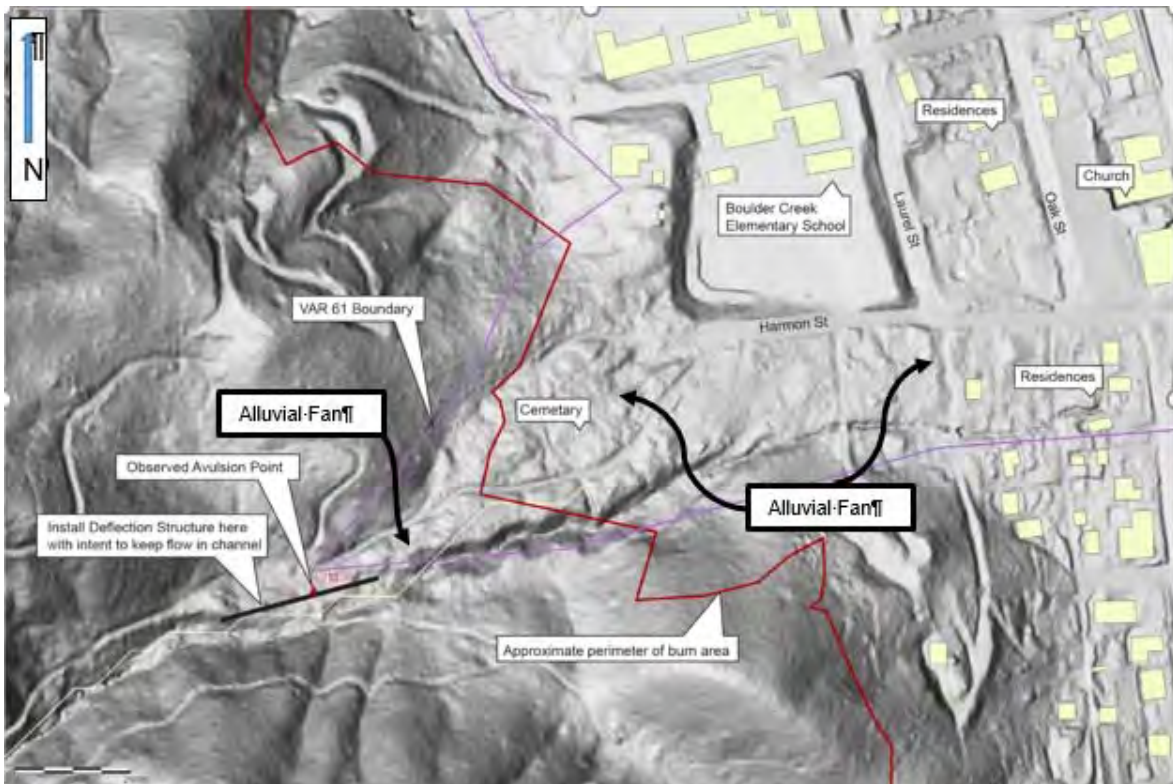 ¶
N
Residences
Church
Boulder Creek
Elementary School
Laurel St
Oak St
VAR 61 Boundary
Harmon St
Residences
Alluvial·Fan¶
Cemetary
Observed Avulsion Point
Alluvial·Fan¶
Install Deflection Structure here
with intent to keep flow in channel
Approximate perimeter of burn area